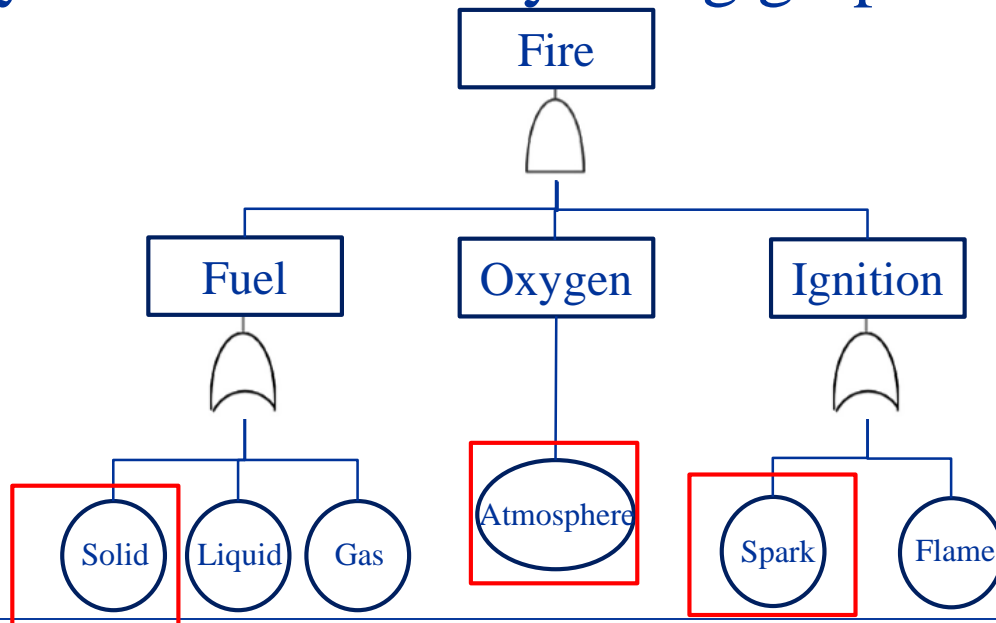 Fire
Fuel
Oxygen
Ignition
Atmosphere
Solid
Liquid
Gas
Spark
Flame